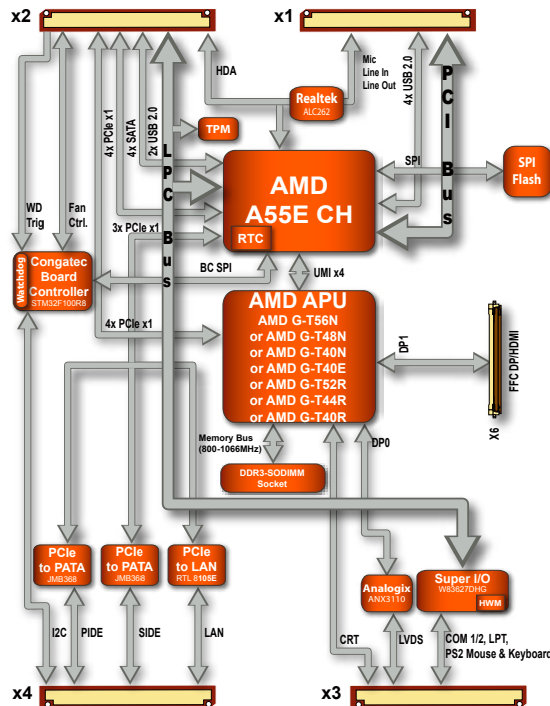 x2
x1
HDA
Mic
Line In
Line Out
Realtek
ALC262
4x PCIe x1
4x SATA
2x USB 2.0
4x USB 2.0
PCI Bus
LPC Bus
TPM
SPI
SPI
Flash
AMD
A55E CH
RTC
WD
Trig
Fan
Ctrl.
3x PCIe x1
BC SPI
UMI x4
Watchdog
Congatec
Board
Controller
STM32F100R8
4x PCIe x1
AMD APU
AMD G-T56N
or AMD G-T48N
or AMD G-T40N
or AMD G-T40E
or AMD G-T52R
or AMD G-T44R
or AMD G-T40R
DP1
FFC DP/HDMI
X6
Memory Bus
(800-1066MHz)
DP0
DDR3-SODIMM
Socket
PCIe
to PATA
JMB368
PCIe
to PATA
JMB368
PCIe
to LAN
RTL 8105E
Analogix
ANX3110
Super I/O
W83627DHG
HWM
I2C
PIDE
SIDE
LAN
CRT
LVDS
COM 1/2, LPT,
PS2 Mouse & Keyboard
x4
x3